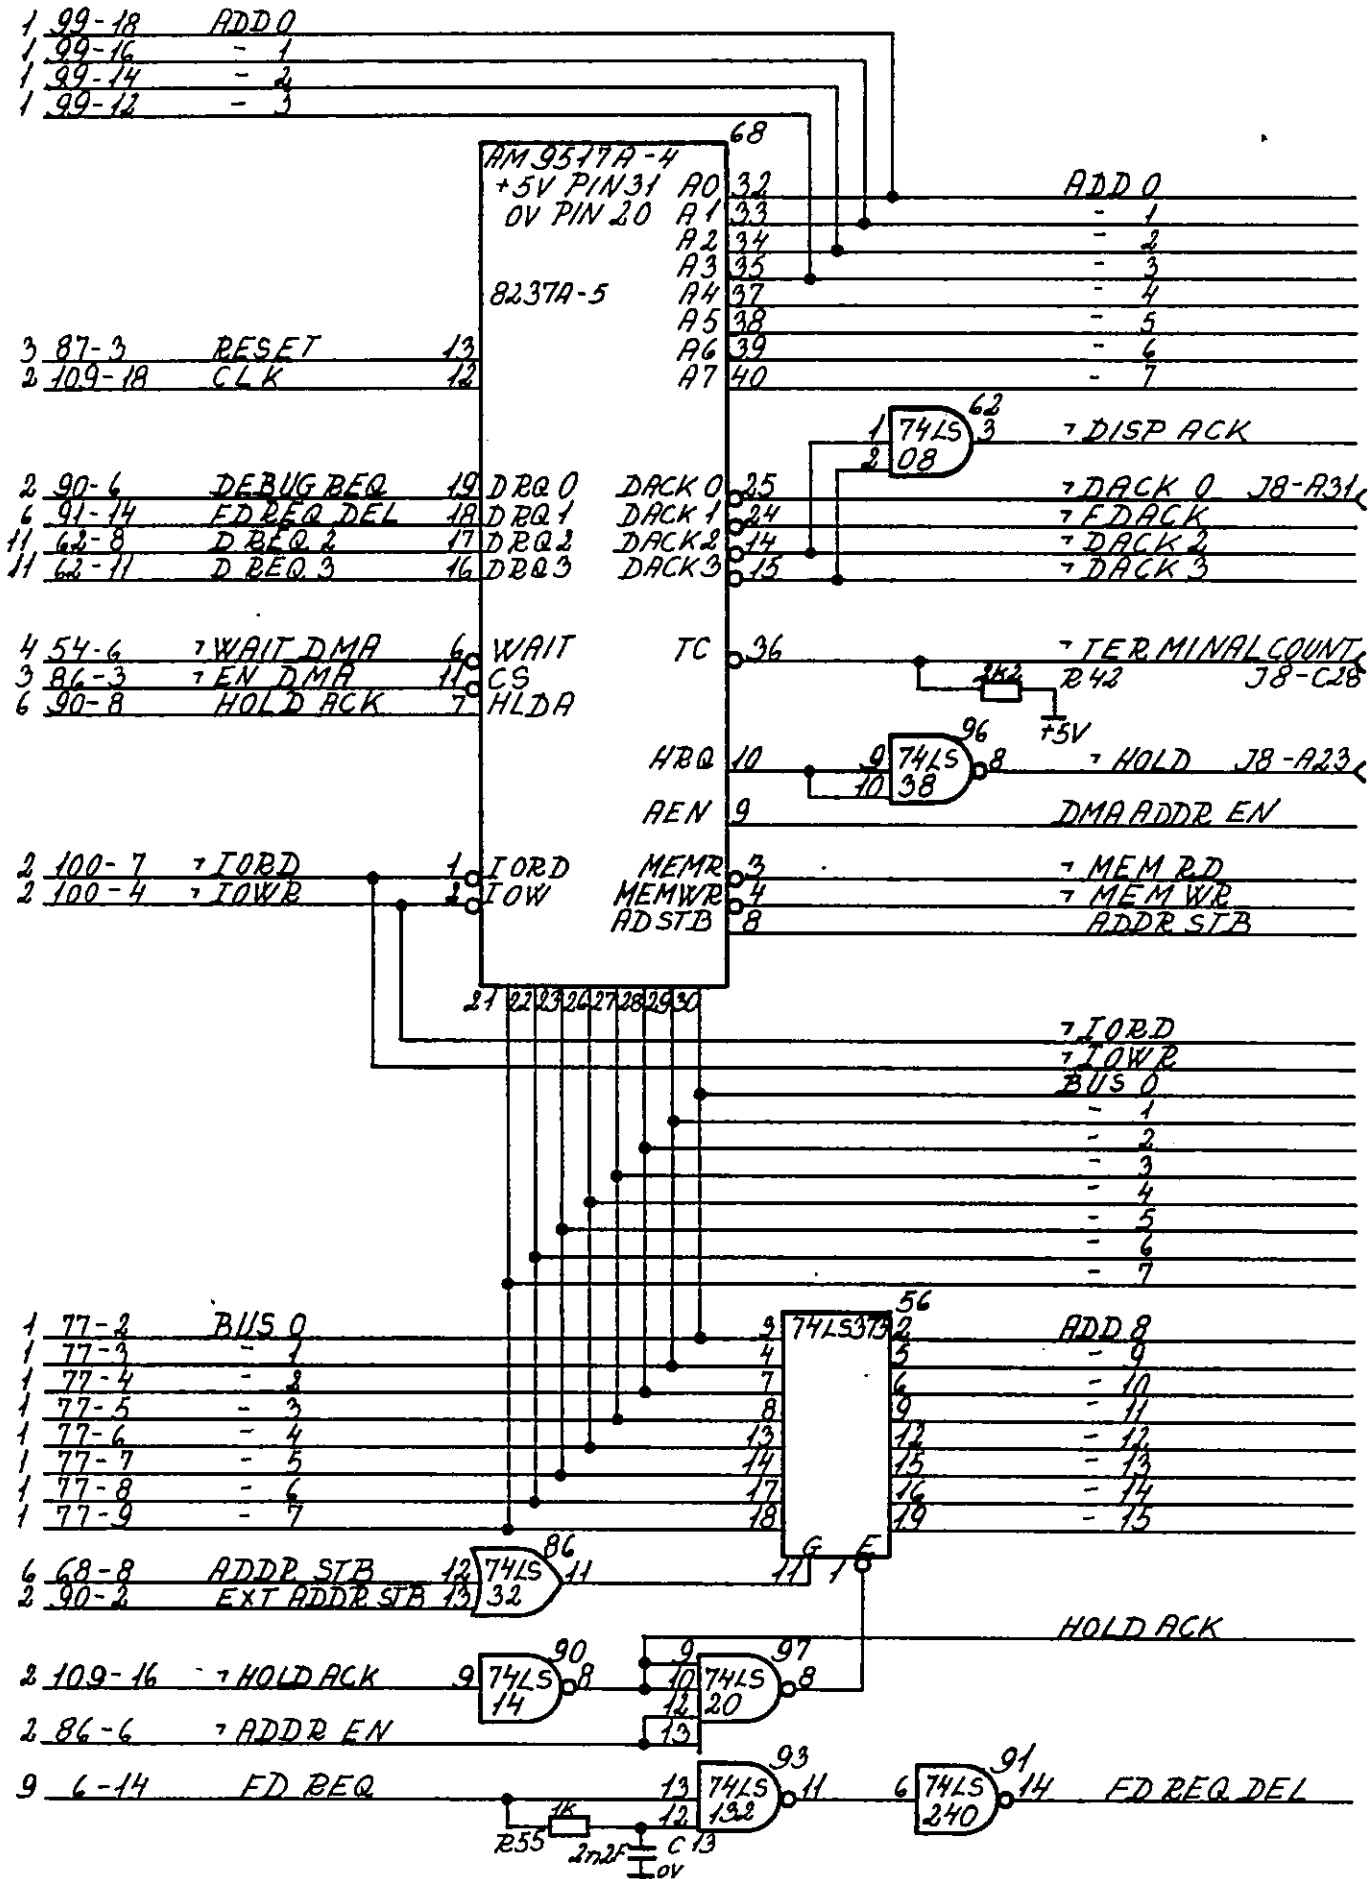 1 99-18 ADD 0
1 99-16 - 1
1 99-14 - 2
1 99-12 - 3
68
AM 9517A-4
+5V PIN 31 A0 32 ADD 0
0V PIN 20 A1 33 - 1
A2 34 - 2
A3 35 - 3
8237A-5 A4 37 - 4
A5 38 - 5
3 87-3 RESET 13 A6 39 - 6
2 109-18 CLK 12 A7 40 - 7
62
1 74LS 3 ¬DISP ACK
2 08
2 90-6 DEBUG REQ 19 DRQ 0 DACK 0 25 ¬DACK 0 J8-A31
6 91-14 FDREQ DEL 18 DRQ1 DACK 1 24 ¬FDACK
11 62-8 D REQ 2 17 DRQ2 DACK2 14 ¬DACK 2
11 62-11 D REQ 3 16 DRQ3 DACK3 15 ¬DACK 3
4 54-6 ¬WAIT DMA 6 WAIT TC 36 ¬TERMINAL COUNT
3 86-3 ¬EN DMA 11 CS 2K2 R42 J8-C28
6 90-8 HOLD ACK 7 HLDA
+5V
96
HRQ 10 9 74LS 8 ¬HOLD J8-A23
10 38
AEN 9 DMA ADDR EN
2 100-7 ¬IORD 1 IORD MEMR 3 ¬MEM RD
2 100-4 ¬IOWR 2 IOW MEMWR 4 ¬MEM WR
ADSTB 8 ADDR STB
21 22 23 26 27 28 29 30
¬IORD
¬IOWR
BUS 0
- 1
- 2
- 3
- 4
- 5
- 6
- 7
56
1 77-2 BUS 0 3 74LS373 2 ADD 8
1 77-3 - 1 4 5 - 9
1 77-4 - 2 7 6 - 10
1 77-5 - 3 8 9 - 11
1 77-6 - 4 13 12 - 12
1 77-7 - 5 14 15 - 13
1 77-8 - 6 17 16 - 14
1 77-9 - 7 18 19 - 15
86 G E
6 68-8 ADDR STB 12 74LS 11 11 1
2 90-2 EXT ADDR STB 13 32
HOLD ACK
90 9 97
2 109-16 ¬HOLD ACK 9 74LS 8 10 74LS 8
14 12 20
2 86-6 ¬ADDR EN 13
93 91
9 6-14 FD REQ 13 74LS 11 6 74LS 14 FD REQ DEL
1K 12 132 240
R55 2n2F C 13
0V